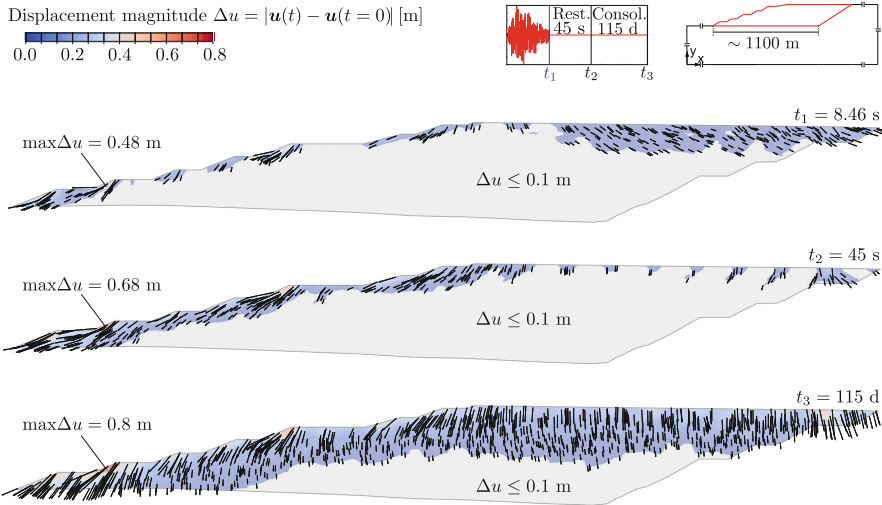 Displacement magnitude Δu = |u(t) − u(t = 0)| [m]
0.0 0.2 0.4 0.6 0.8
Rest. Consol.
45 s 115 d
t₁ t₂ t₃
y
x
∼ 1100 m
t₁ = 8.46 s
maxΔu = 0.48 m
Δu ≤ 0.1 m
t₂ = 45 s
maxΔu = 0.68 m
Δu ≤ 0.1 m
t₃ = 115 d
maxΔu = 0.8 m
Δu ≤ 0.1 m